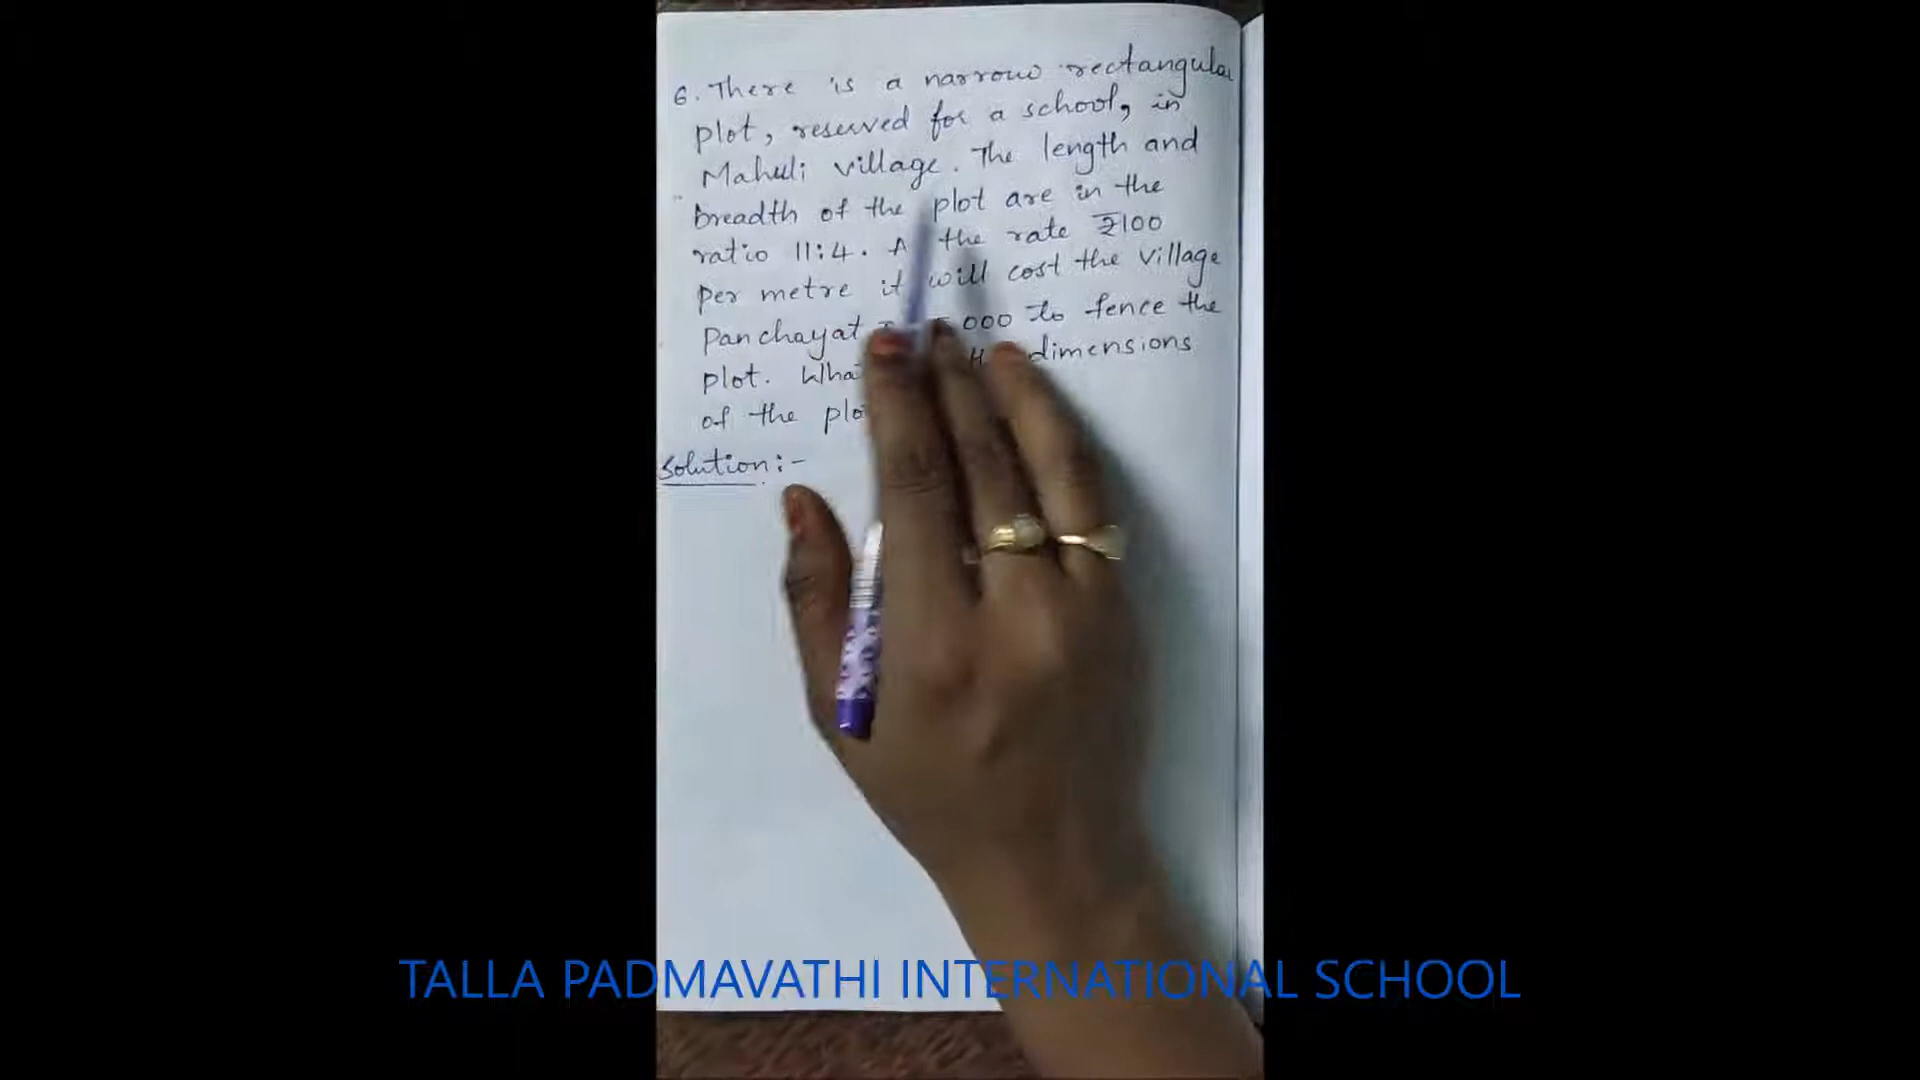 6. There is a narrow rectangular
plot, reserved for a school, in
Mahuli village. The length and
breadth of the plot are in the
ratio 11:4. the rate ₹100
per metre it will cost the village
Panchayat 000 to fence the
plot. dimensions
of the
Solution:-
TALLA PADMAVATHI INTERNATIONAL SCHOOL